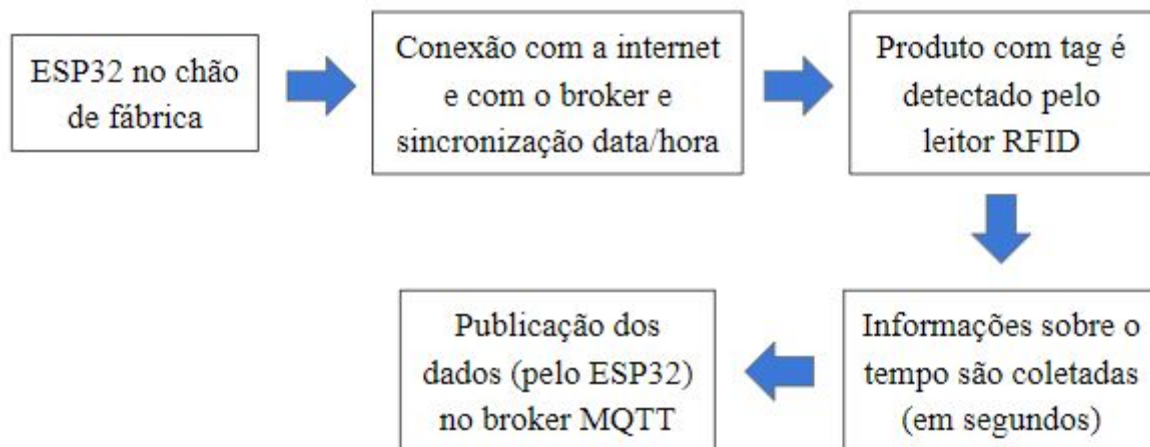 ESP32 no chão
de fábrica
Conexão com a internet
e com o broker e
sincronização data/hora
Produto com tag é
detectado pelo
leitor RFID
Informações sobre o
tempo são coletadas
(em segundos)
Publicação dos
dados (pelo ESP32)
no broker MQTT